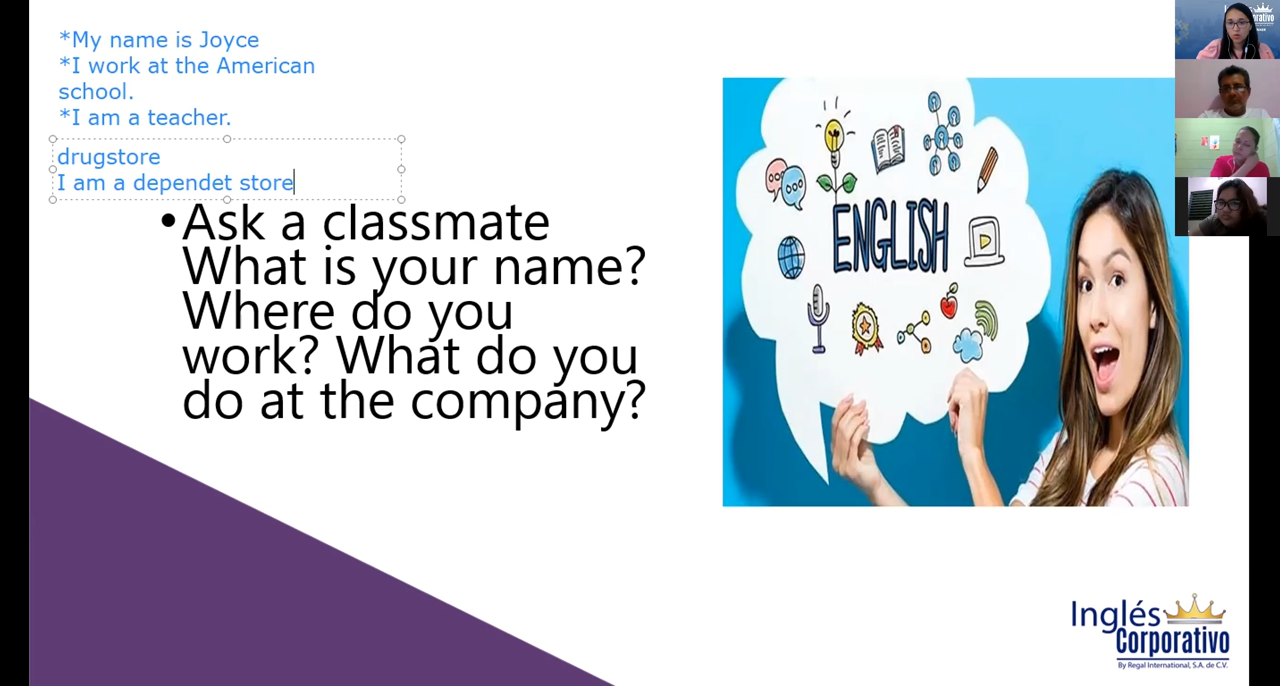 *My name is Joyce
*I work at the American
school.
*I am a teacher.
drugstore
I am a dependet store
•Ask a classmate
What is your name?
Where do you
work? What do you
do at the company?
ENGLISH
Inglés
Corporativo
By Regal International, S.A. de C.V.